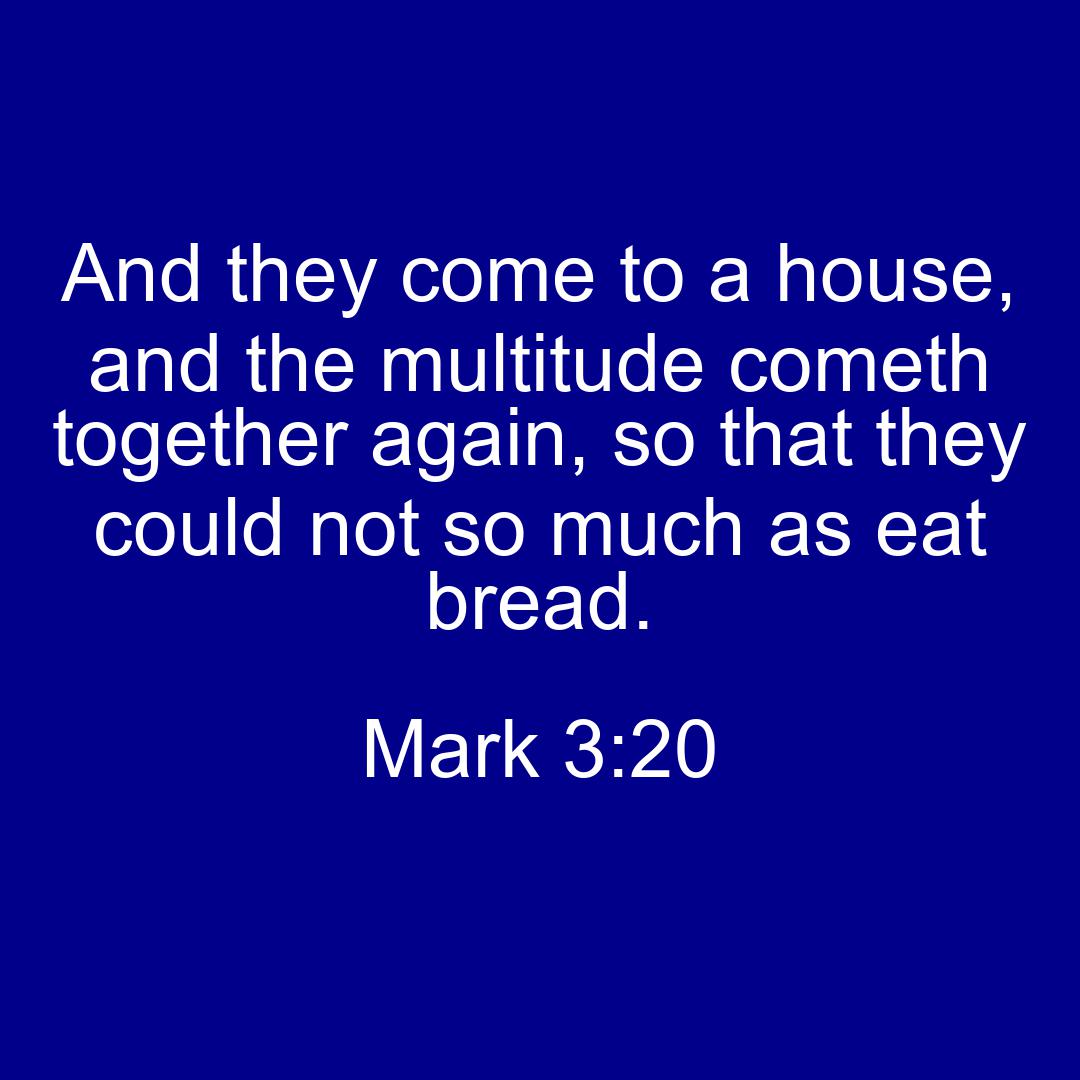 And they come to a house,
and the multitude cometh
together again, so that they
could not so much as eat
bread.
Mark 3:20